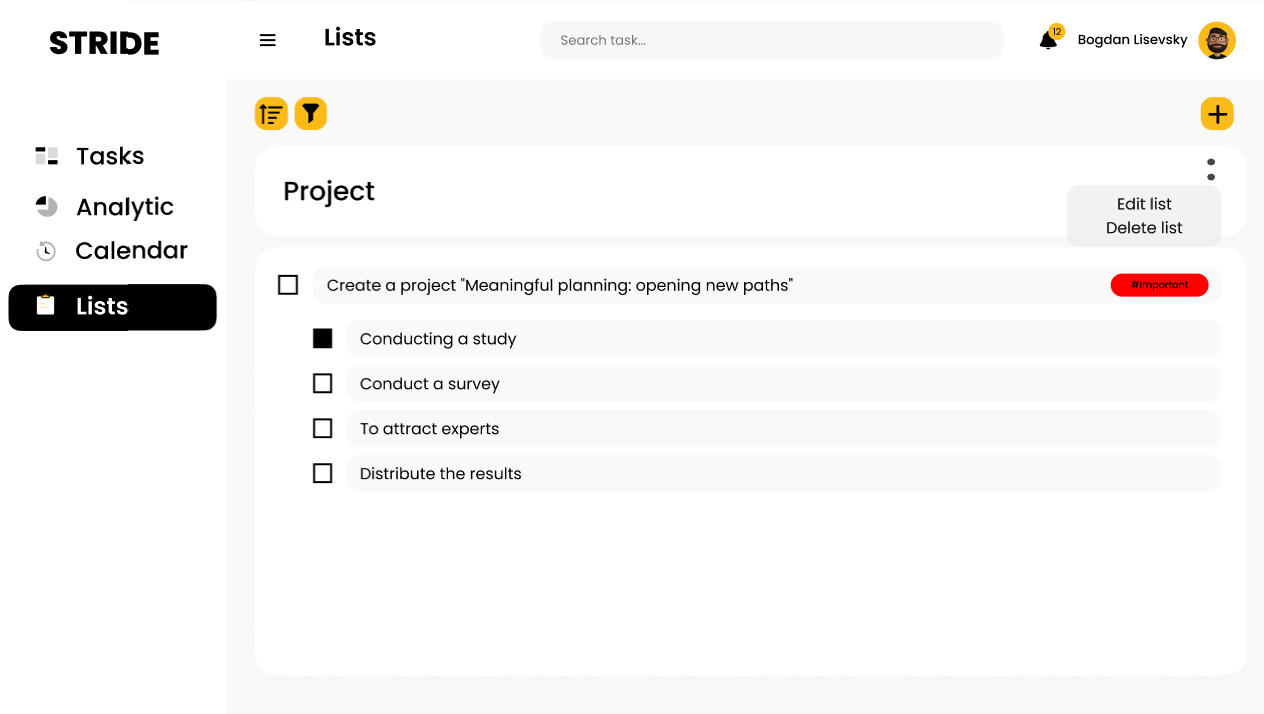 STRIDE
Lists
Search task...
12
Bogdan Lisevsky
Tasks
Analytic
Calendar
Lists
Project
Edit list
Delete list
Create a project "Meaningful planning: opening new paths"
#important
Conducting a study
Conduct a survey
To attract experts
Distribute the results